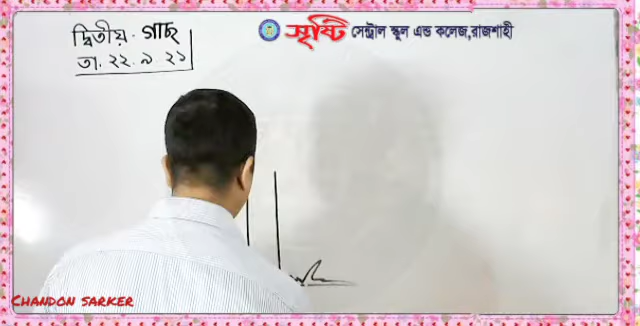 সৃষ্টি সেন্ট্রাল স্কুল এন্ড কলেজ,রাজশাহী
দ্বিতীয়. গাছ
তা. ২২. ৯ ২১
CHANDON SARKER